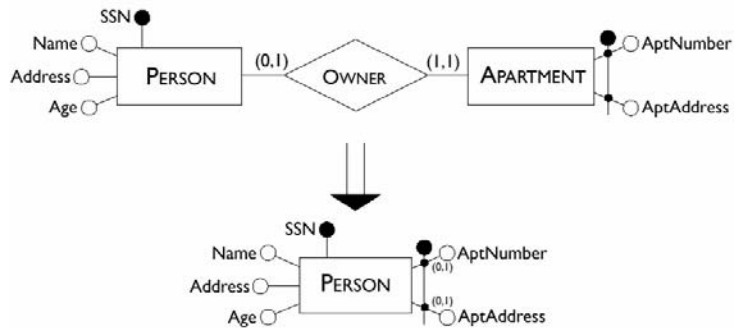 SSN
Name
Address
Age
PERSON
(0,1)
OWNER
(1,1)
APARTMENT
AptNumber
AptAddress
SSN
Name
Address
Age
PERSON
(0,1)
(0,1)
AptNumber
AptAddress